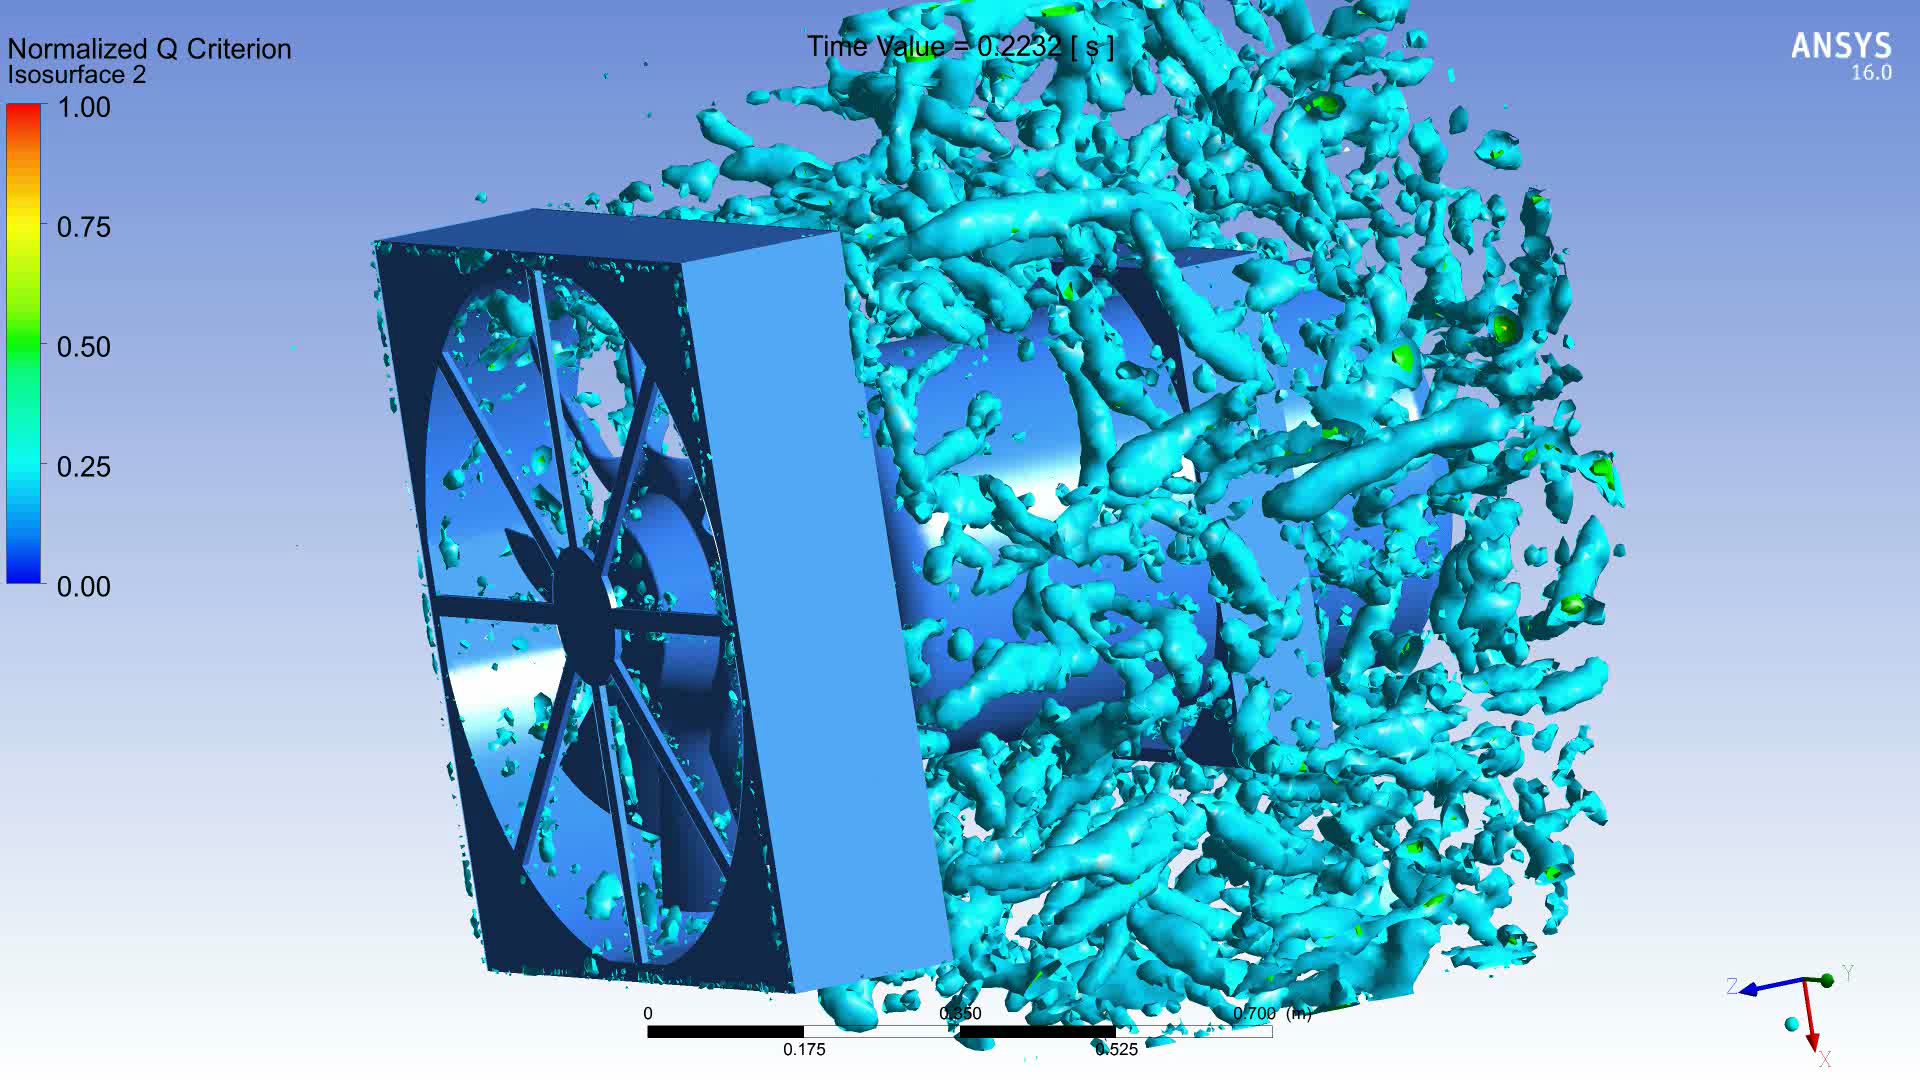 Normalized Q Criterion
Isosurface 2
Time Value = 0.2232 [ s ]
ANSYS
16.0
1.00
0.75
0.50
0.25
0.00
0 0.350 0.700 (m)
0.175 0.525
Z Y
X